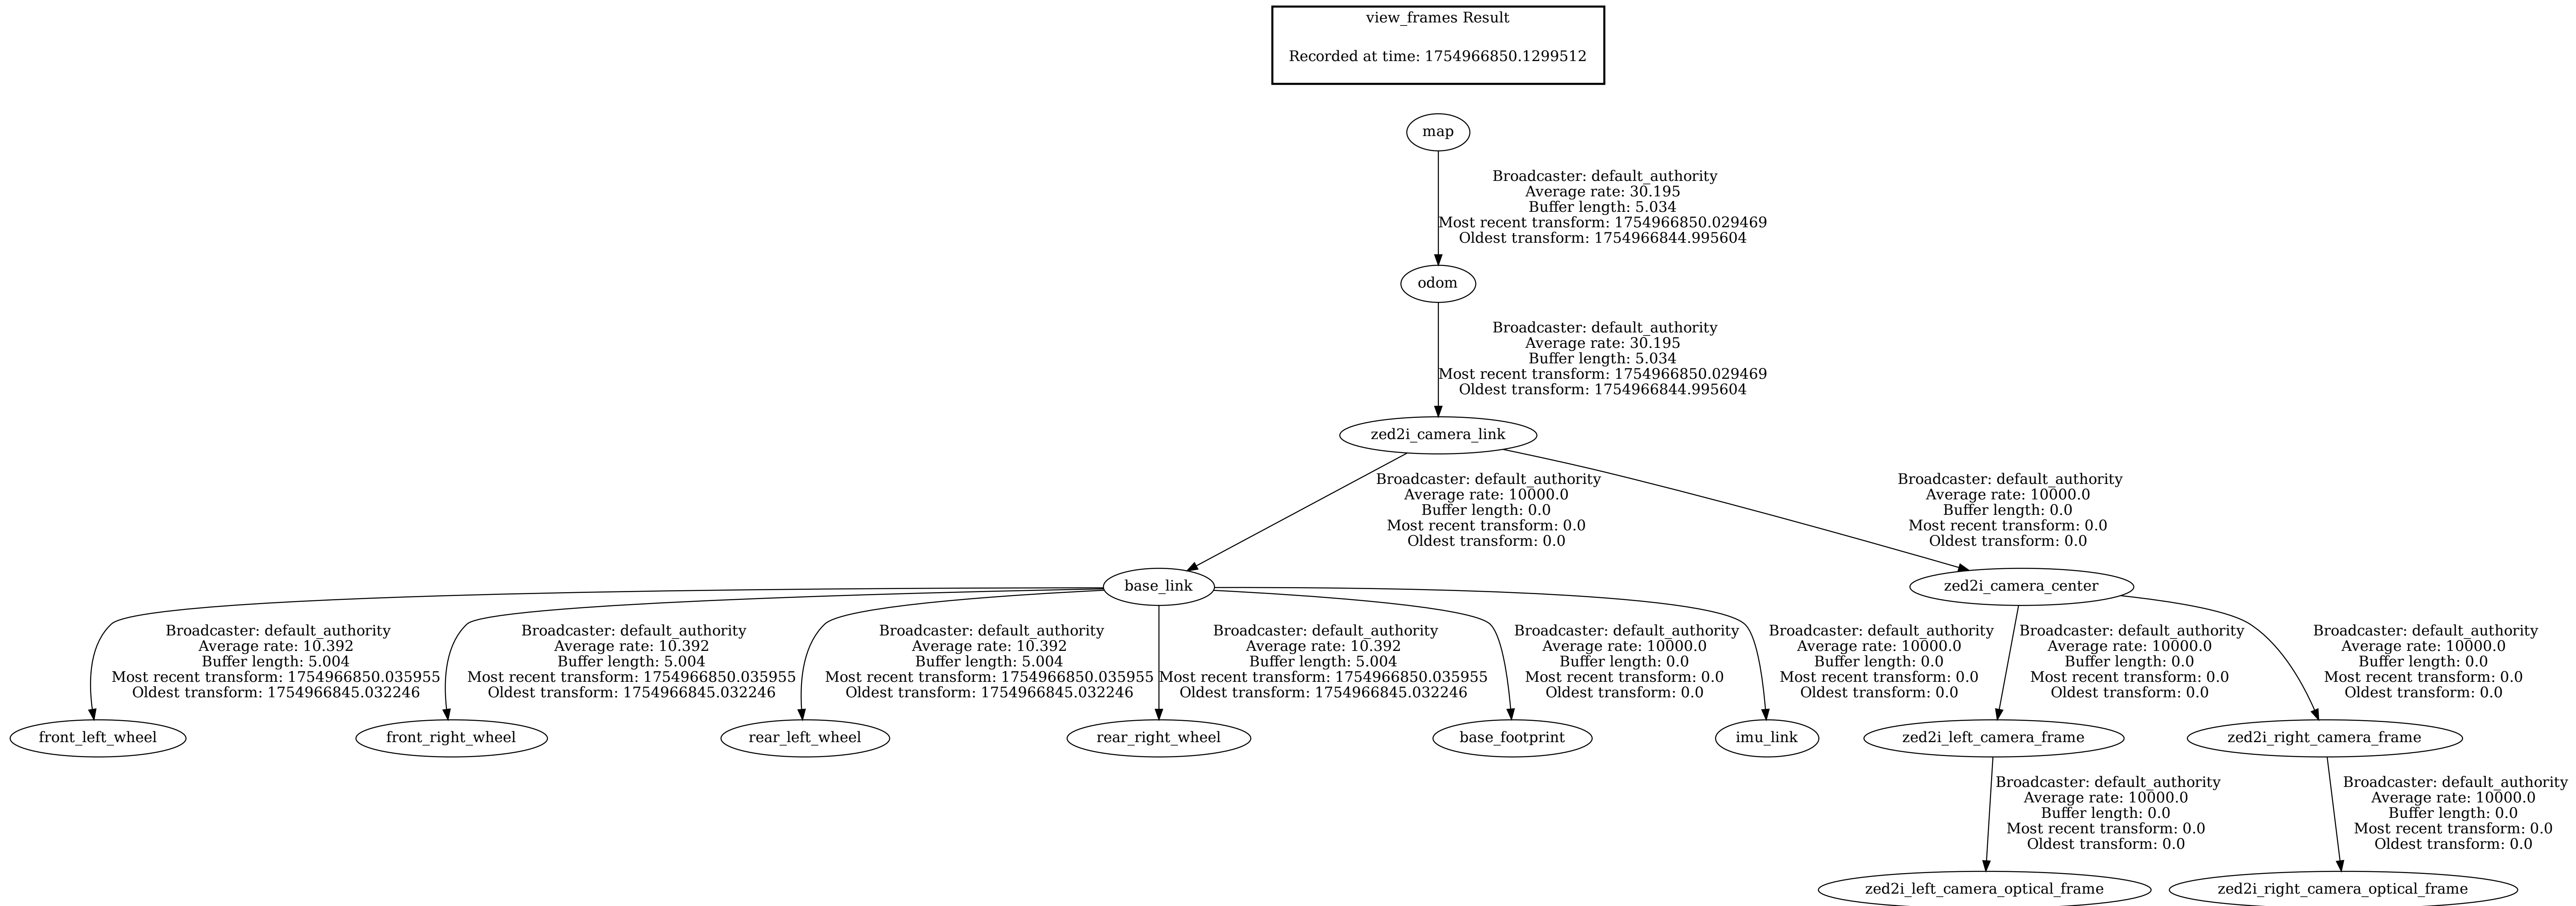 view_frames Result
Recorded at time: 1754966850.1299512
map
Broadcaster: default_authority
Average rate: 30.195
Buffer length: 5.034
Most recent transform: 1754966850.029469
Oldest transform: 1754966844.995604
odom
Broadcaster: default_authority
Average rate: 30.195
Buffer length: 5.034
Most recent transform: 1754966850.029469
Oldest transform: 1754966844.995604
zed2i_camera_link
Broadcaster: default_authority
Average rate: 10000.0
Buffer length: 0.0
Most recent transform: 0.0
Oldest transform: 0.0
Broadcaster: default_authority
Average rate: 10000.0
Buffer length: 0.0
Most recent transform: 0.0
Oldest transform: 0.0
base_link
zed2i_camera_center
Broadcaster: default_authority
Average rate: 10.392
Buffer length: 5.004
Most recent transform: 1754966850.035955
Oldest transform: 1754966845.032246
Broadcaster: default_authority
Average rate: 10.392
Buffer length: 5.004
Most recent transform: 1754966850.035955
Oldest transform: 1754966845.032246
Broadcaster: default_authority
Average rate: 10.392
Buffer length: 5.004
Most recent transform: 1754966850.035955
Oldest transform: 1754966845.032246
Broadcaster: default_authority
Average rate: 10.392
Buffer length: 5.004
Most recent transform: 1754966850.035955
Oldest transform: 1754966845.032246
Broadcaster: default_authority
Average rate: 10000.0
Buffer length: 0.0
Most recent transform: 0.0
Oldest transform: 0.0
Broadcaster: default_authority
Average rate: 10000.0
Buffer length: 0.0
Most recent transform: 0.0
Oldest transform: 0.0
Broadcaster: default_authority
Average rate: 10000.0
Buffer length: 0.0
Most recent transform: 0.0
Oldest transform: 0.0
Broadcaster: default_authority
Average rate: 10000.0
Buffer length: 0.0
Most recent transform: 0.0
Oldest transform: 0.0
front_left_wheel
front_right_wheel
rear_left_wheel
rear_right_wheel
base_footprint
imu_link
zed2i_left_camera_frame
zed2i_right_camera_frame
Broadcaster: default_authority
Average rate: 10000.0
Buffer length: 0.0
Most recent transform: 0.0
Oldest transform: 0.0
Broadcaster: default_authority
Average rate: 10000.0
Buffer length: 0.0
Most recent transform: 0.0
Oldest transform: 0.0
zed2i_left_camera_optical_frame
zed2i_right_camera_optical_frame